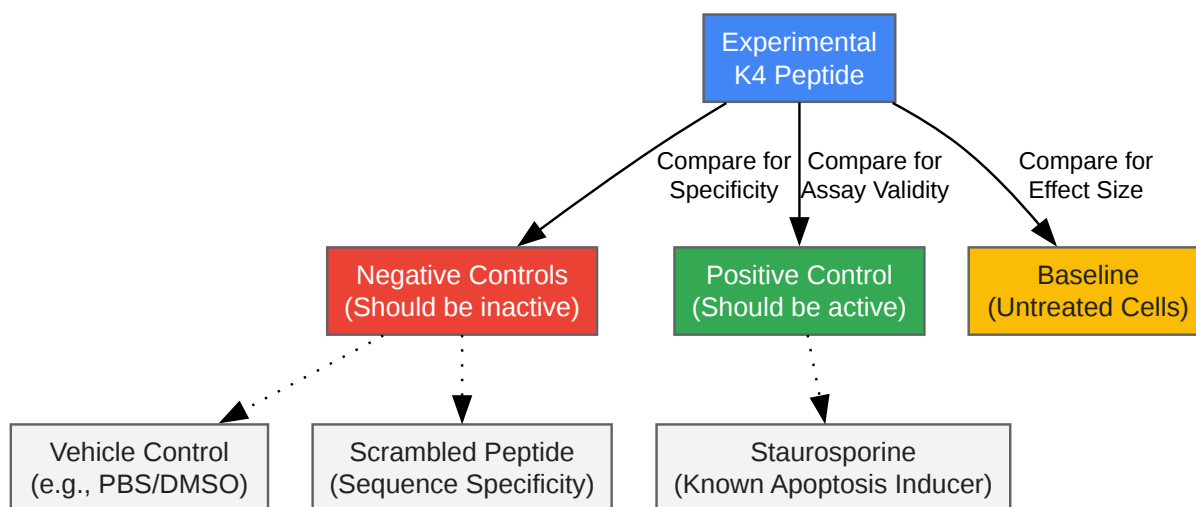 Experimental
K4 Peptide
Compare for
Specificity
Compare for
Assay Validity
Compare for
Effect Size
Negative Controls
(Should be inactive)
Positive Control
(Should be active)
Baseline
(Untreated Cells)
Vehicle Control
(e.g., PBS/DMSO)
Scrambled Peptide
(Sequence Specificity)
Staurosporine
(Known Apoptosis Inducer)